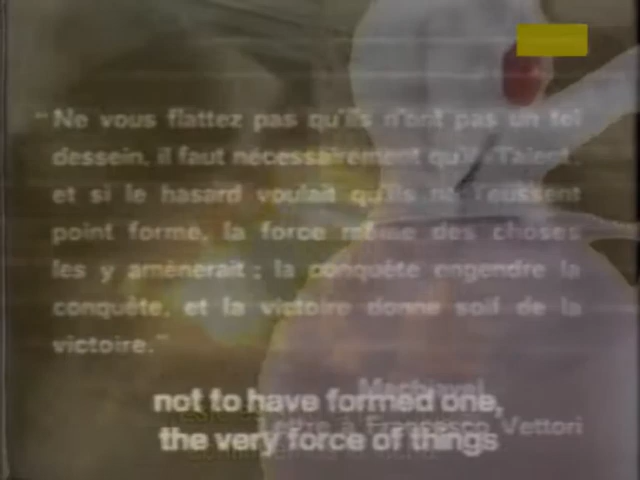 “Ne vous flattez pas qu'ils n'ont pas un tel
dessein, il faut nécessairement qu'ils l'aient,
et si le hasard voulait qu'ils ne l'eussent
point formé, la force même des choses
les y amènerait ; la conquête engendre la
conquête, et la victoire donne soif de la
victoire.”
Machiavel
Lettre à Francesco Vettori
not to have formed one,
the very force of things